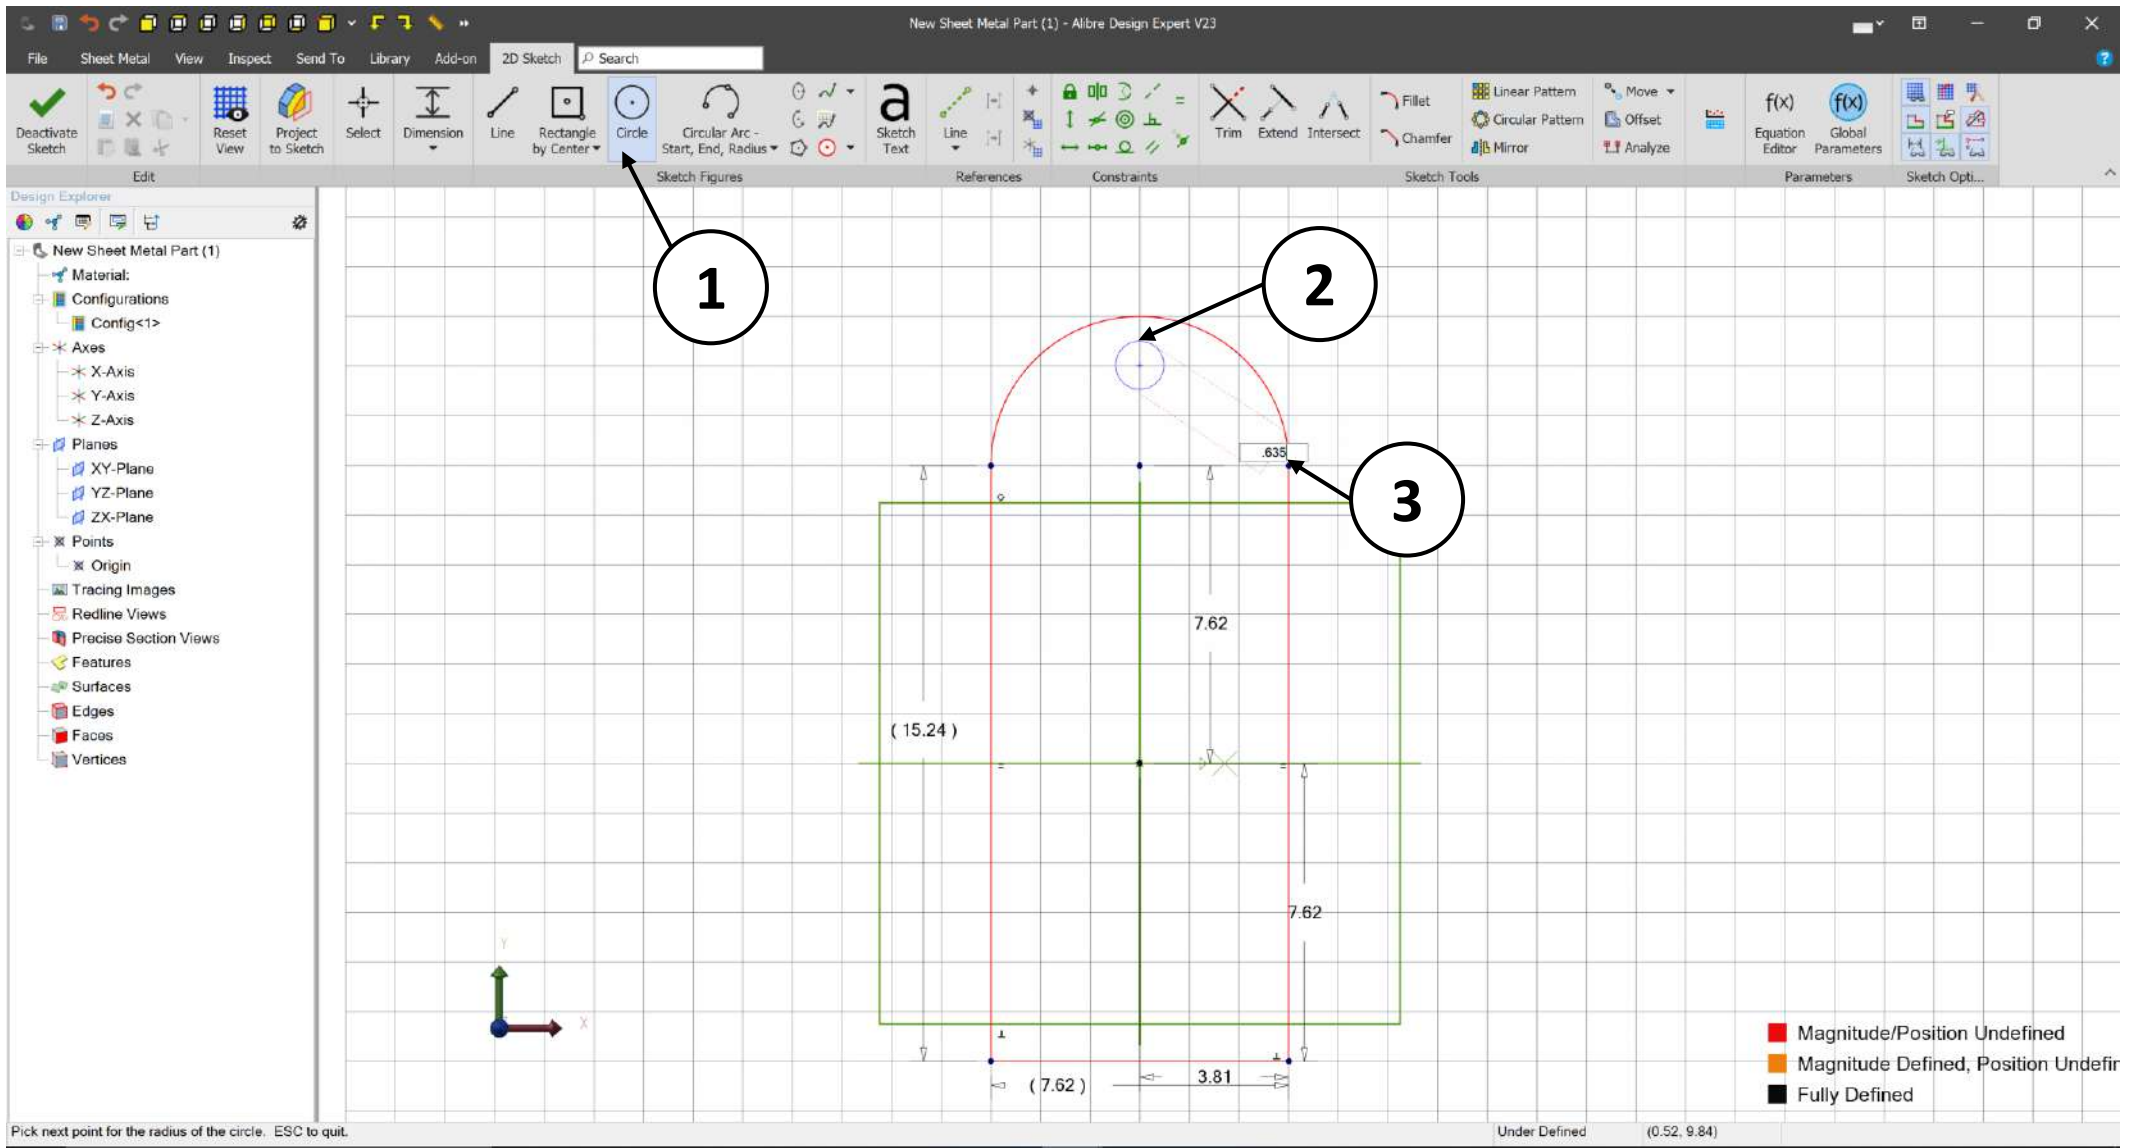 New Sheet Metal Part (1) - Alibre Design Expert V23
File Sheet Metal View Inspect Send To Library Add-on 2D Sketch Search
Deactivate Sketch
Reset View
Project to Sketch
Select
Dimension
Line
Rectangle by Center
Circle
Circular Arc - Start, End, Radius
a
Sketch Text
Line
Trim
Extend
Intersect
Fillet
Chamfer
Linear Pattern
Circular Pattern
Mirror
Move
Offset
Analyze
f(x)
Equation Editor
f(x)
Global Parameters
Edit Sketch Figures References Constraints Sketch Tools Parameters Sketch Opti...
Design Explorer
New Sheet Metal Part (1)
Material:
Configurations
Config<1>
Axes
X-Axis
Y-Axis
Z-Axis
Planes
XY-Plane
YZ-Plane
ZX-Plane
Points
Origin
Tracing Images
Redline Views
Precise Section Views
Features
Surfaces
Edges
Faces
Vertices
1
2
3
.635
7.62
( 15.24 )
7.62
3.81
( 7.62 )
Y
X
Magnitude/Position Undefined
Magnitude Defined, Position Undefin
Fully Defined
Pick next point for the radius of the circle. ESC to quit.
Under Defined
(0.52, 9.84)